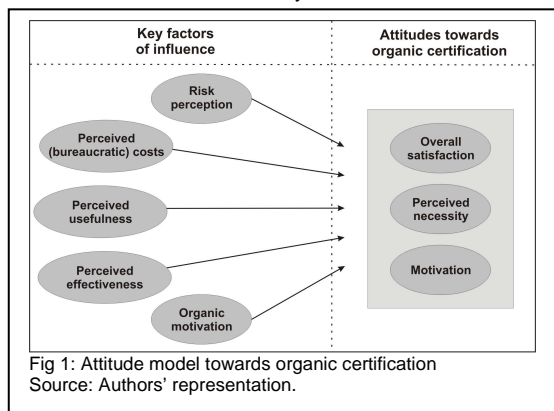 Key factors
of influence
Attitudes towards
organic certification
Risk
perception
Perceived
(bureaucratic) costs
Perceived
usefulness
Perceived
effectiveness
Organic
motivation
Overall
satisfaction
Perceived
necessity
Motivation
Fig 1: Attitude model towards organic certification
Source: Authors' representation.